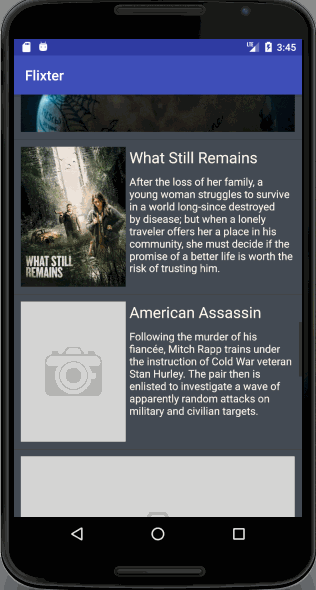 3:45
Flixter
What Still Remains
After the loss of her family, a
young woman struggles to survive
in a world long-since destroyed
by disease; but when a lonely
traveler offers her a place in his
community, she must decide if the
promise of a better life is worth the
risk of trusting him.
WHAT STILL
REMAINS
American Assassin
Following the murder of his
fiancée, Mitch Rapp trains under
the instruction of Cold War veteran
Stan Hurley. The pair then is
enlisted to investigate a wave of
apparently random attacks on
military and civilian targets.